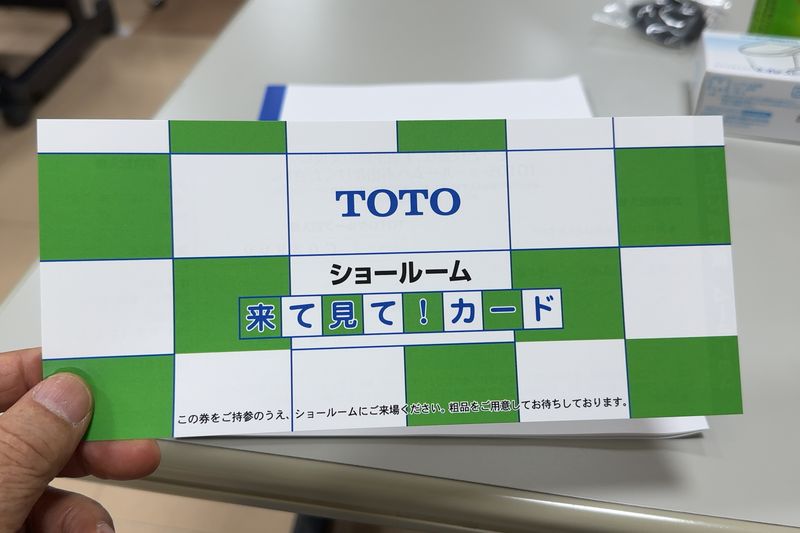 TOTO
ショールーム
来て見て！カード
この券をご持参のうえ、ショールームにご来場ください。粗品をご用意してお待ちしております。